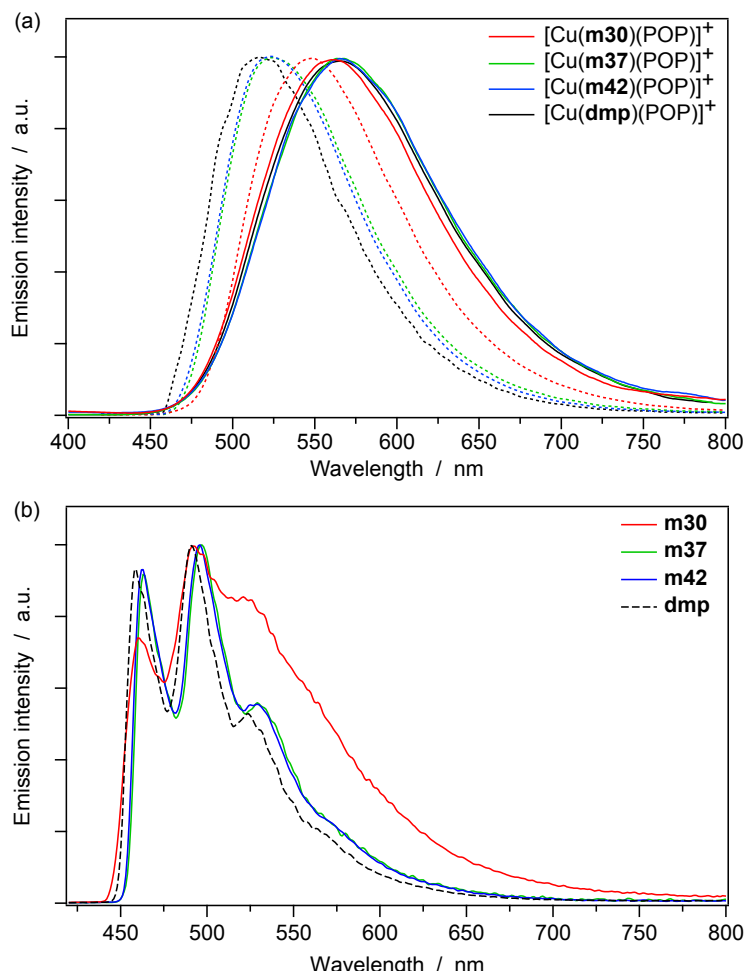 (a)
[Cu(m30)(POP)]+
[Cu(m37)(POP)]+
[Cu(m42)(POP)]+
[Cu(dmp)(POP)]+
Emission intensity / a.u.
400 450 500 550 600 650 700 750 800
Wavelength / nm
(b)
m30
m37
m42
dmp
Emission intensity / a.u.
450 500 550 600 650 700 750 800
Wavelength / nm